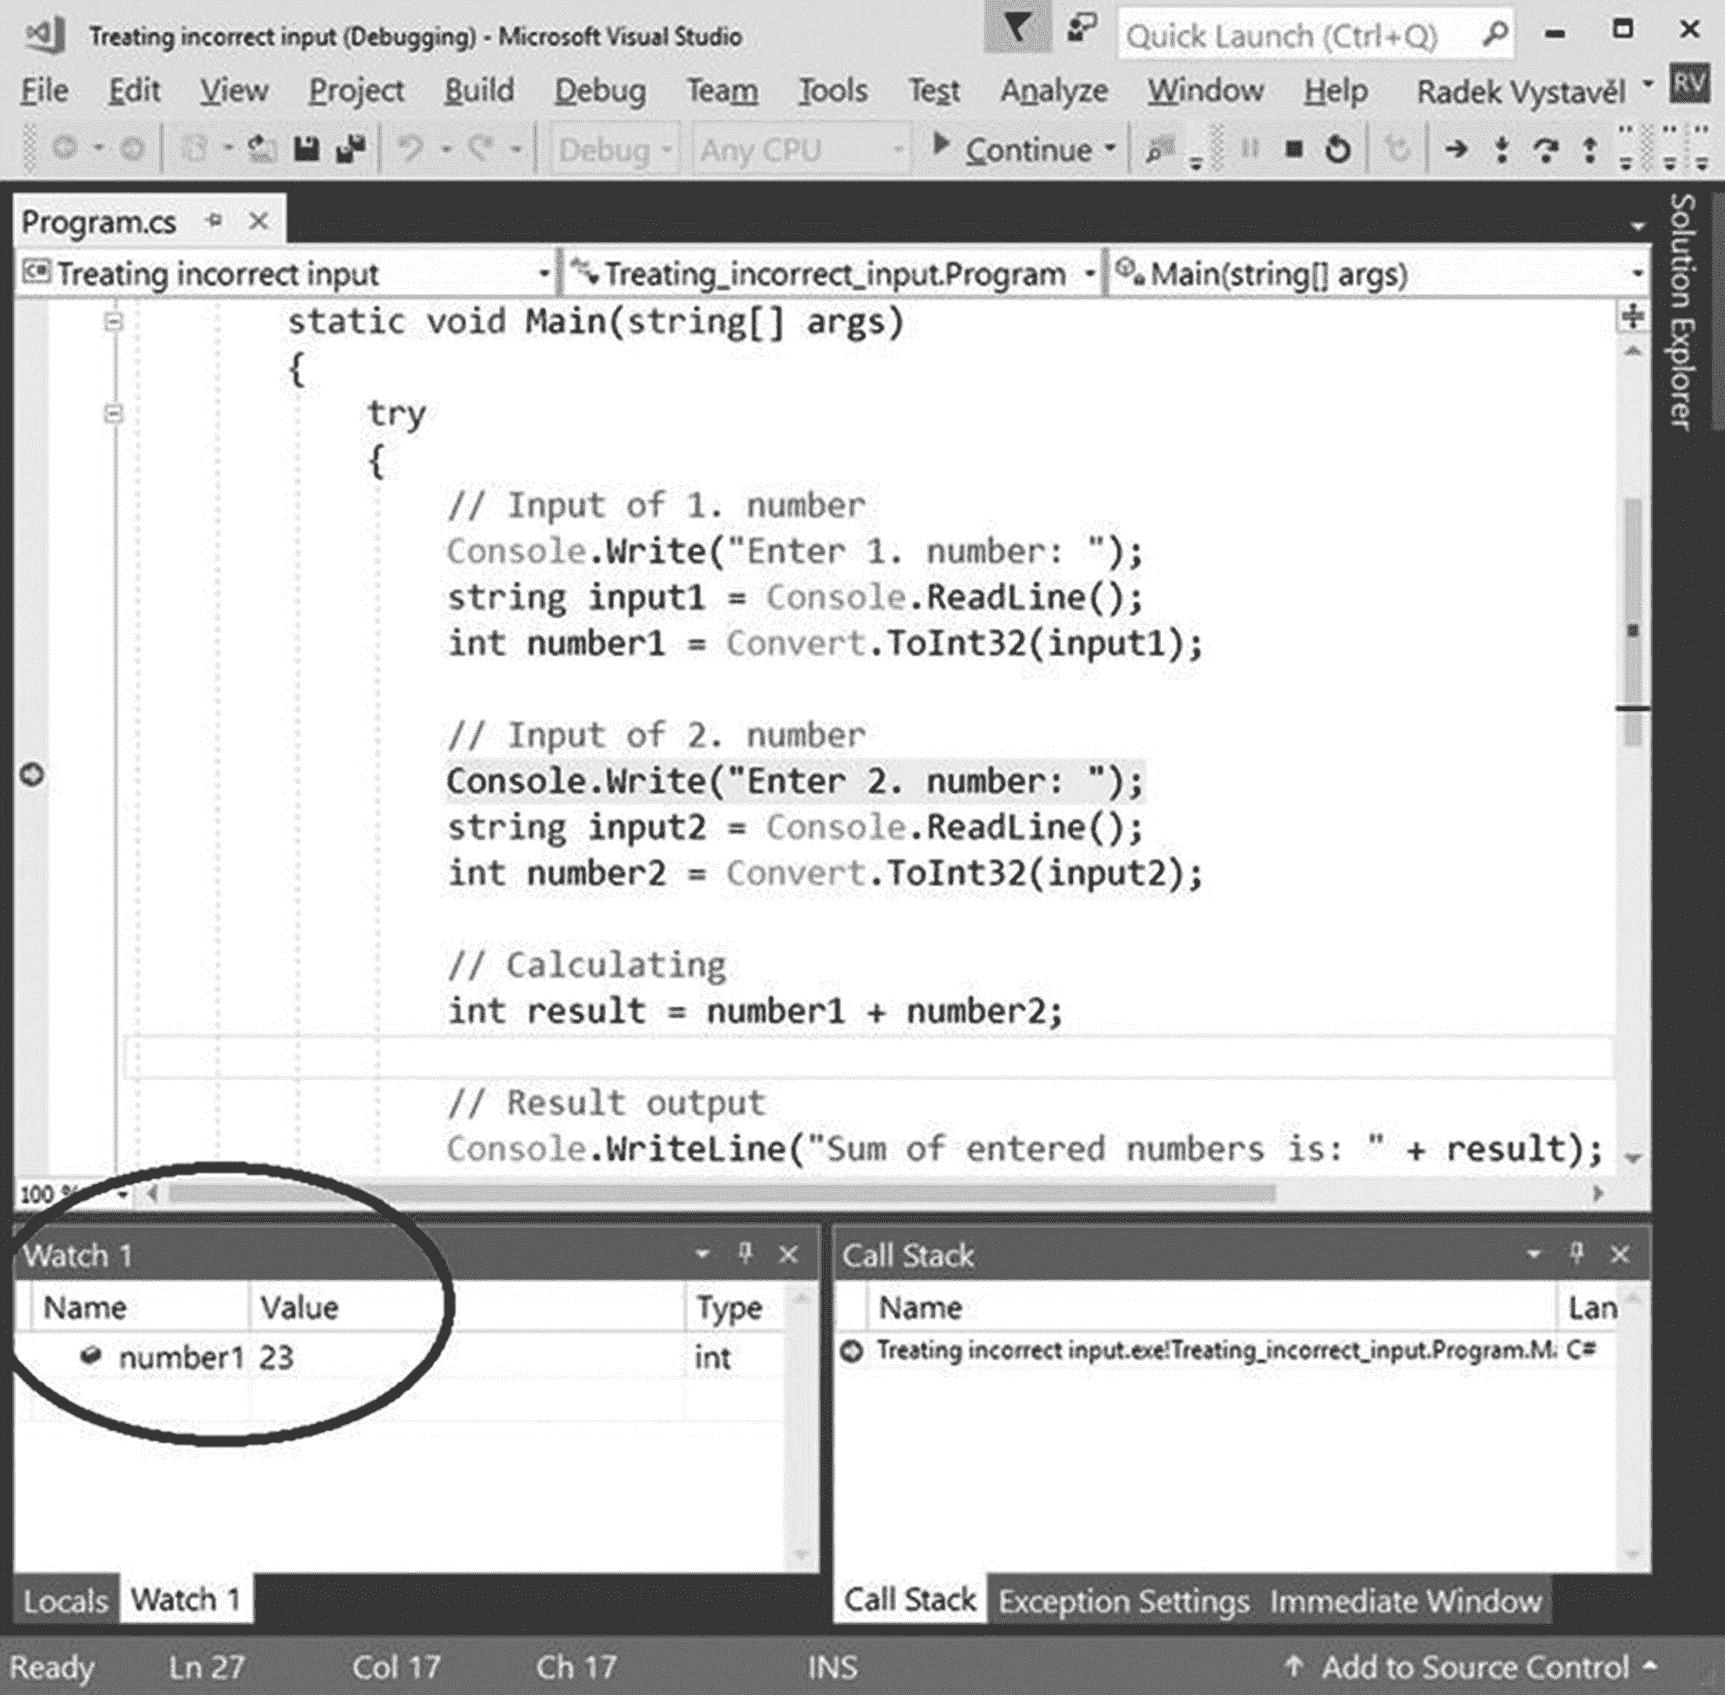 Treating incorrect input (Debugging) - Microsoft Visual Studio
Quick Launch (Ctrl+Q)
File Edit View Project Build Debug Team Tools Test Analyze Window Help Radek Vystavěl RV
Debug Any CPU Continue
Program.cs
Solution Explorer
C# Treating incorrect input Treating_incorrect_input.Program Main(string[] args)
static void Main(string[] args)
{
try
{
// Input of 1. number
Console.Write("Enter 1. number: ");
string input1 = Console.ReadLine();
int number1 = Convert.ToInt32(input1);
// Input of 2. number
Console.Write("Enter 2. number: ");
string input2 = Console.ReadLine();
int number2 = Convert.ToInt32(input2);
// Calculating
int result = number1 + number2;
// Result output
Console.WriteLine("Sum of entered numbers is: " + result);
100 %
Watch 1
Name Value Type
number1 23 int
Locals Watch 1
Call Stack
Name Lan
Treating incorrect input.exe!Treating_incorrect_input.Program.M C#
Call Stack Exception Settings Immediate Window
Ready Ln 27 Col 17 Ch 17 INS Add to Source Control